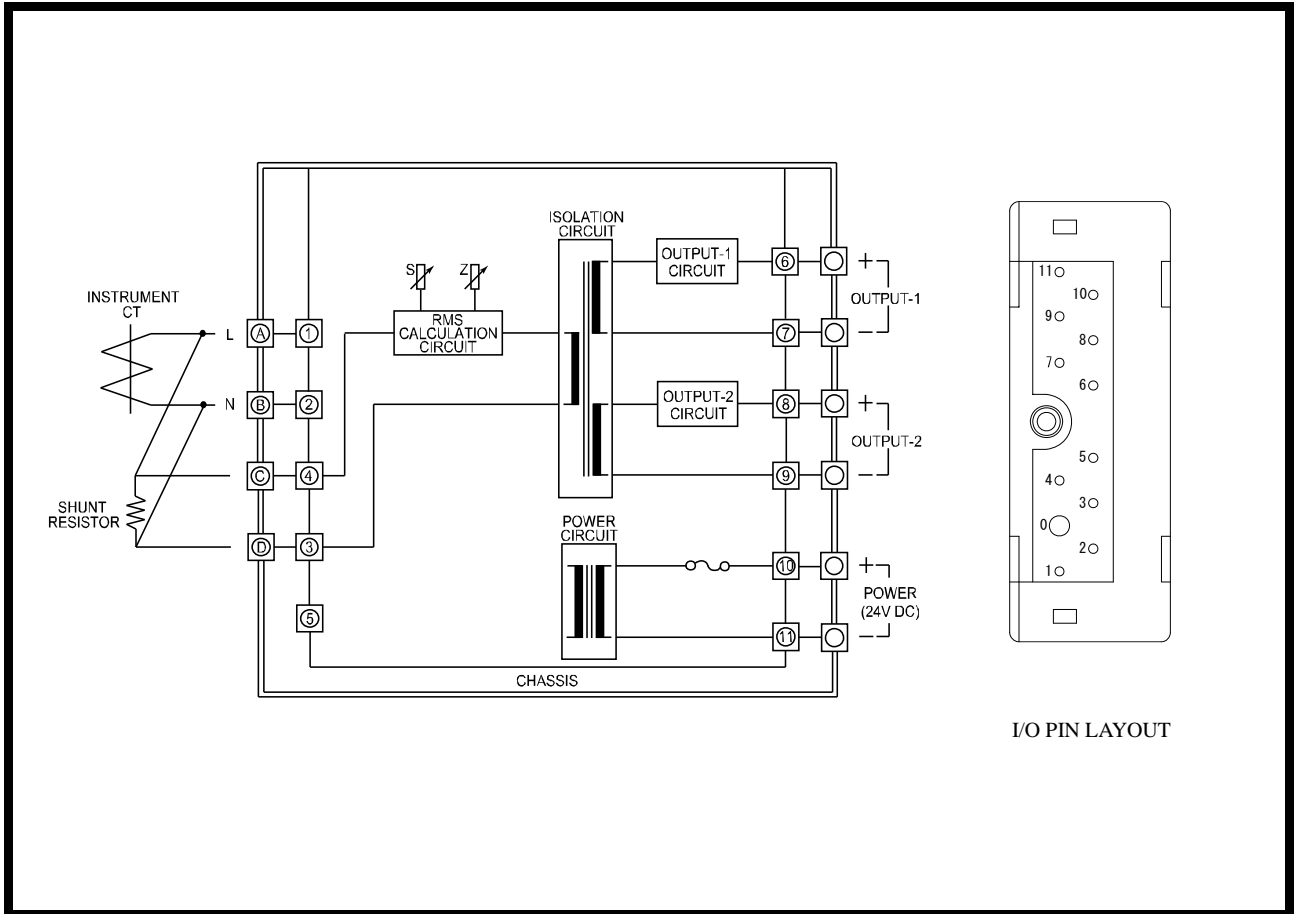 ISOLATION
CIRCUIT
OUTPUT-1
CIRCUIT
6
+
OUTPUT-1
S
Z
INSTRUMENT
CT
RMS
CALCULATION
CIRCUIT
L
A
1
7
−
N
B
2
OUTPUT-2
CIRCUIT
8
+
OUTPUT-2
C
4
9
−
SHUNT
RESISTOR
D
3
POWER
CIRCUIT
10
+
POWER
(24V DC)
5
11
−
CHASSIS
11
10
9
8
7
6
5
4
3
0
2
1
I/O PIN LAYOUT